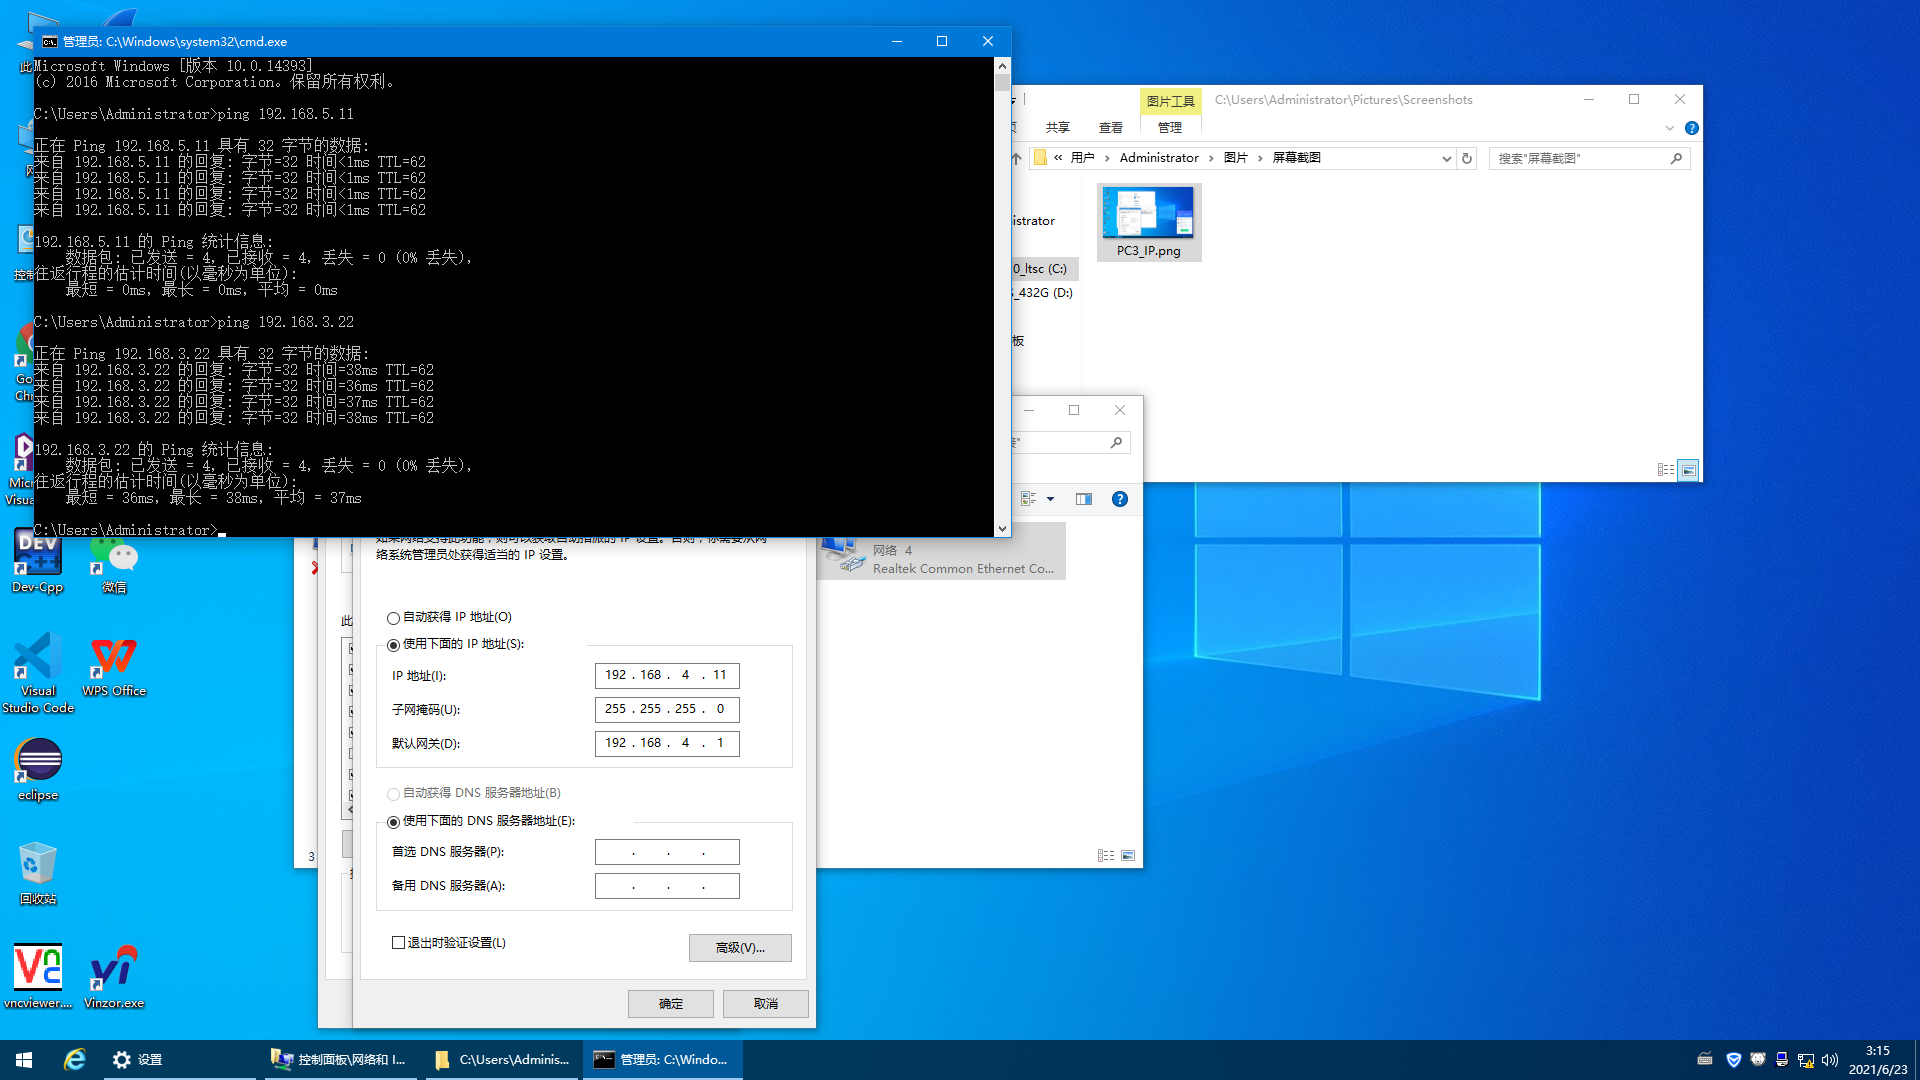 管理员: C:\Windows\system32\cmd.exe
Microsoft Windows [版本 10.0.14393]
(c) 2016 Microsoft Corporation。保留所有权利。
C:\Users\Administrator>ping 192.168.5.11
正在 Ping 192.168.5.11 具有 32 字节的数据:
来自 192.168.5.11 的回复: 字节=32 时间<1ms TTL=62
来自 192.168.5.11 的回复: 字节=32 时间<1ms TTL=62
来自 192.168.5.11 的回复: 字节=32 时间<1ms TTL=62
来自 192.168.5.11 的回复: 字节=32 时间<1ms TTL=62
192.168.5.11 的 Ping 统计信息:
数据包: 已发送 = 4，已接收 = 4，丢失 = 0 (0% 丢失)，
往返行程的估计时间(以毫秒为单位):
最短 = 0ms，最长 = 0ms，平均 = 0ms
C:\Users\Administrator>ping 192.168.3.22
正在 Ping 192.168.3.22 具有 32 字节的数据:
来自 192.168.3.22 的回复: 字节=32 时间=38ms TTL=62
来自 192.168.3.22 的回复: 字节=32 时间=36ms TTL=62
来自 192.168.3.22 的回复: 字节=32 时间=37ms TTL=62
来自 192.168.3.22 的回复: 字节=32 时间=38ms TTL=62
192.168.3.22 的 Ping 统计信息:
数据包: 已发送 = 4，已接收 = 4，丢失 = 0 (0% 丢失)，
往返行程的估计时间(以毫秒为单位):
最短 = 36ms，最长 = 38ms，平均 = 37ms
C:\Users\Administrator>
图片工具
C:\Users\Administrator\Pictures\Screenshots
共享
查看
管理
« 用户 › Administrator › 图片 › 屏幕截图
搜索"屏幕截图"
istrator
0_ltsc (C:)
_432G (D:)
板
PC3_IP.png
网络 4
Realtek Common Ethernet Co...
络系统管理员处获得适当的 IP 设置。
自动获得 IP 地址(O)
使用下面的 IP 地址(S):
IP 地址(I):
192 . 168 . 4 . 11
子网掩码(U):
255 . 255 . 255 . 0
默认网关(D):
192 . 168 . 4 . 1
自动获得 DNS 服务器地址(B)
使用下面的 DNS 服务器地址(E):
首选 DNS 服务器(P):
备用 DNS 服务器(A):
退出时验证设置(L)
高级(V)...
确定
取消
3
此
控制
Go
Chr
Micr
Visua
DEV
C++
Dev-Cpp
微信
Visual
Studio Code
WPS Office
eclipse
回收站
VNC
vncviewer....
Vinzor.exe
设置
控制面板\网络和 I...
C:\Users\Adminis...
管理员: C:\Windo...
3:15
2021/6/23